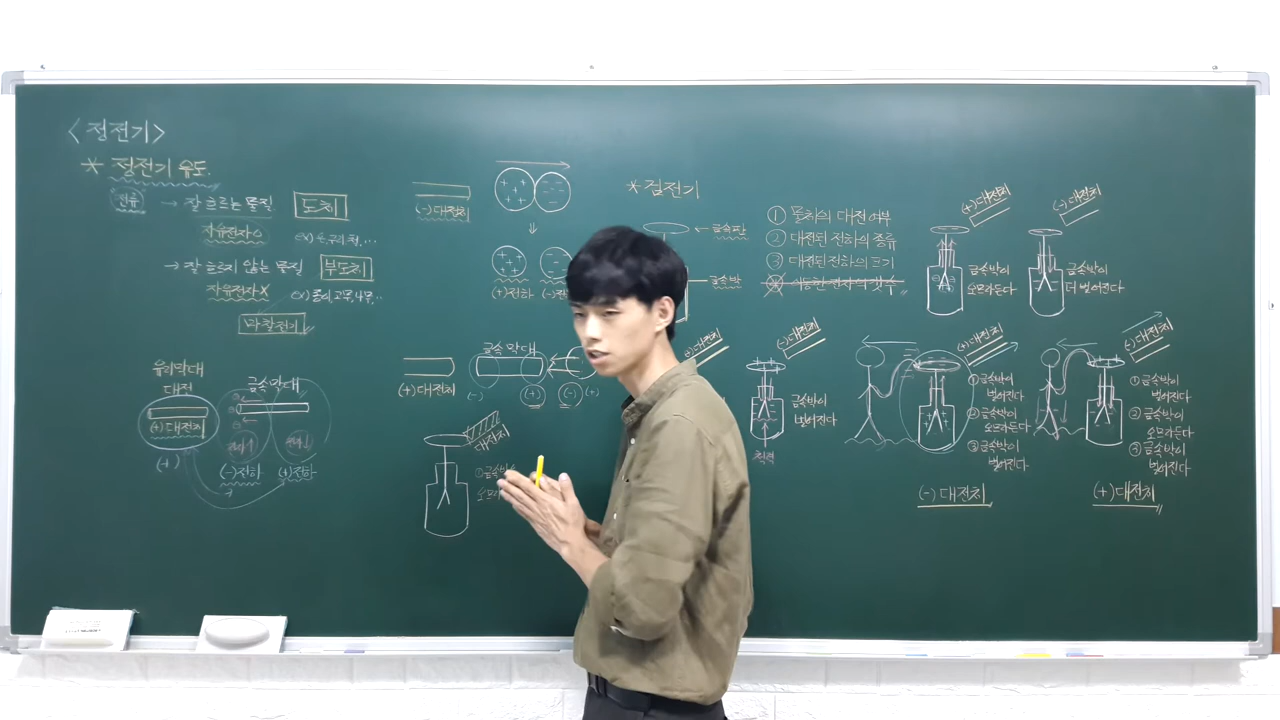 <정전기>
* 정전기 유도.
전류 → 잘 흐르는 물질 도체
자유전자 O ex) 은, 구리, 철, ...
→ 잘 흐르지 않는 물질 부도체
자유전자 X ex) 종이, 고무, 나무...
마찰전기
유리막대
대전
(+) 대전체
(+)
금속 막대
(-)전하 (+)전하
(-) 대전체
(+)전하
(+)대전체
금속 막대
(-) (+) (-) (+)
대전체
*검전기
← 금속판
금속박
① 물체의 대전 여부
② 대전된 전하의 종류
③ 대전된 전하의 크기
(+)대전체
금속박이
오므라든다
(-)대전체
금속박이
더 벌어진다
대전체
(-)대전체
금속박이
벌어진다
척력
(+)대전체
①금속박이
벌어진다
②금속박이
오므라든다
③금속박이
벌어진다
(-) 대전체
(-)대전체
①금속박이
벌어진다
②금속박이
오므라든다
③금속박이
벌어진다
(+) 대전체